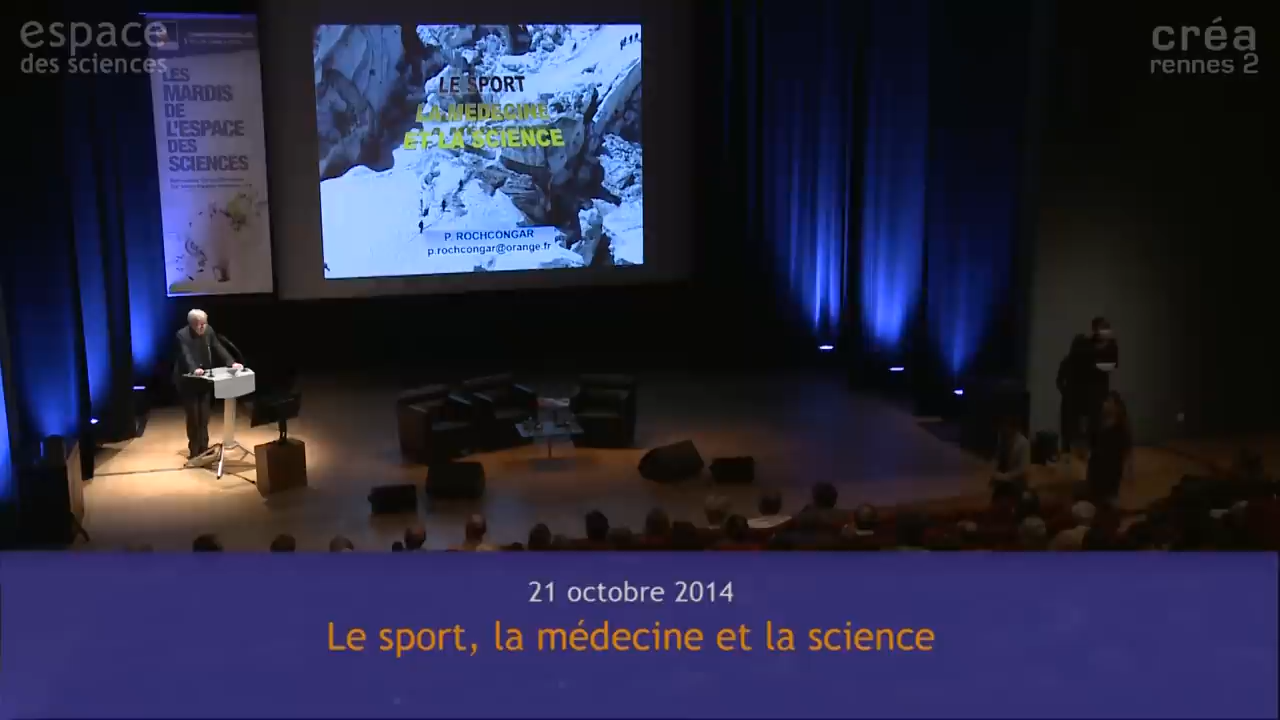 espace
des sciences
créa
rennes 2
LES
MARDIS
DE
L'ESPACE
DES
SCIENCES
LE SPORT
LA MEDECINE
ET LA SCIENCE
P. ROCHCONGAR
p.rochcongar@orange.fr
21 octobre 2014
Le sport, la médecine et la science